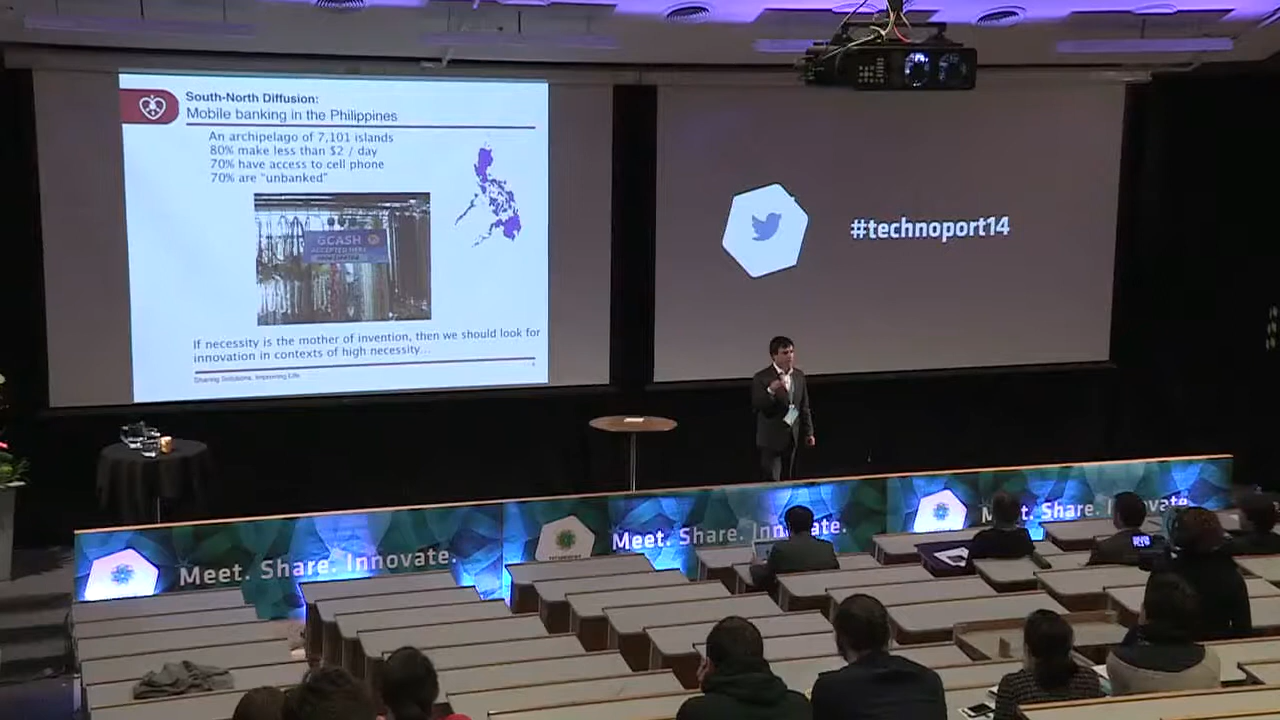 South-North Diffusion:
Mobile banking in the Philippines
An archipelago of 7,101 islands
80% make less than $2 / day
70% have access to cell phone
70% are "unbanked"
GCASH
ACCEPTED HERE
If necessity is the mother of invention, then we should look for
innovation in contexts of high necessity...
Sharing Solutions, Improving Life
#technoport14
Meet. Share. Innovate.
Meet. Share. Innovate.
Meet. Share. Innovate.